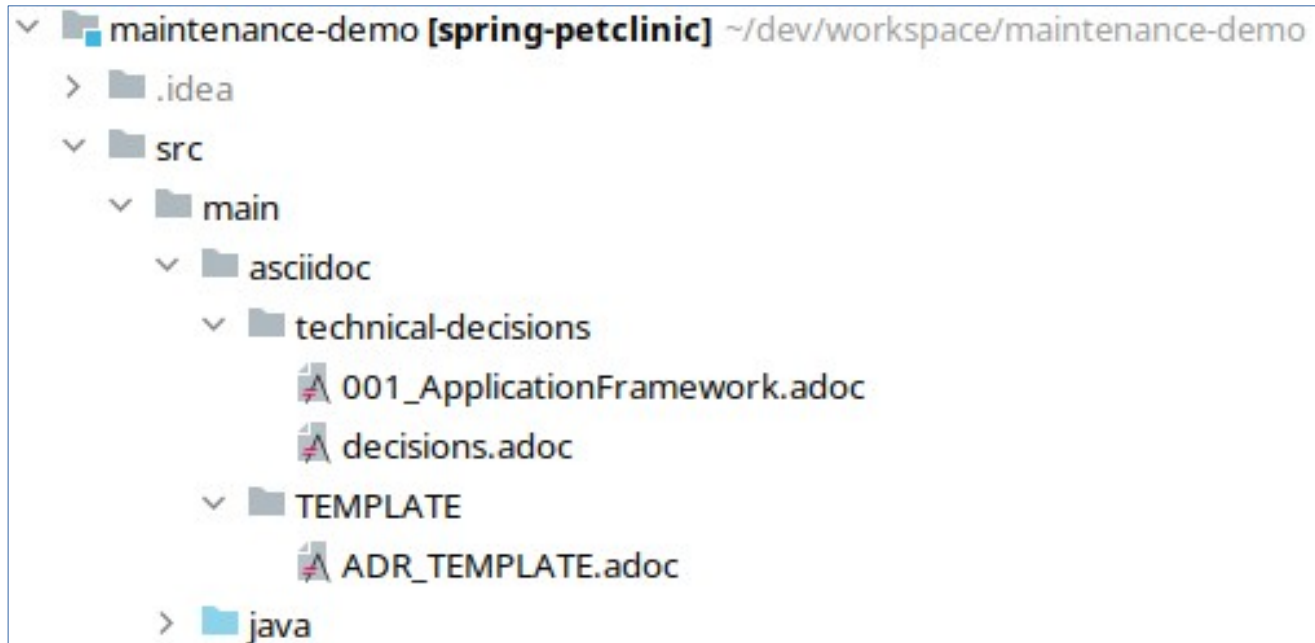 maintenance-demo [spring-petclinic] ~/dev/workspace/maintenance-demo
.idea
src
main
asciidoc
technical-decisions
001_ApplicationFramework.adoc
decisions.adoc
TEMPLATE
ADR_TEMPLATE.adoc
java